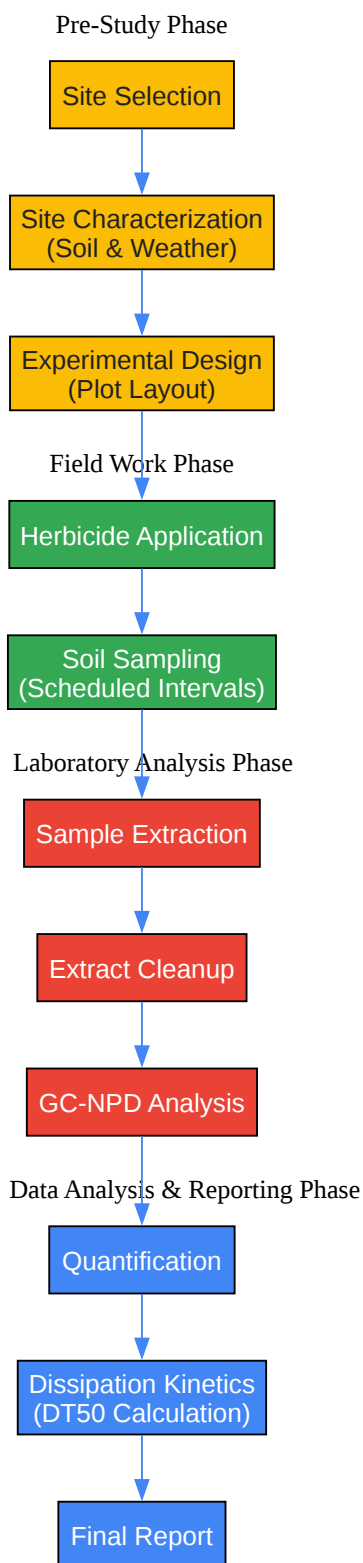 Pre-Study Phase
Site Selection
Site Characterization
(Soil & Weather)
Experimental Design
(Plot Layout)
Field Work Phase
Herbicide Application
Soil Sampling
(Scheduled Intervals)
Laboratory Analysis Phase
Sample Extraction
Extract Cleanup
GC-NPD Analysis
Data Analysis & Reporting Phase
Quantification
Dissipation Kinetics
(DT50 Calculation)
Final Report